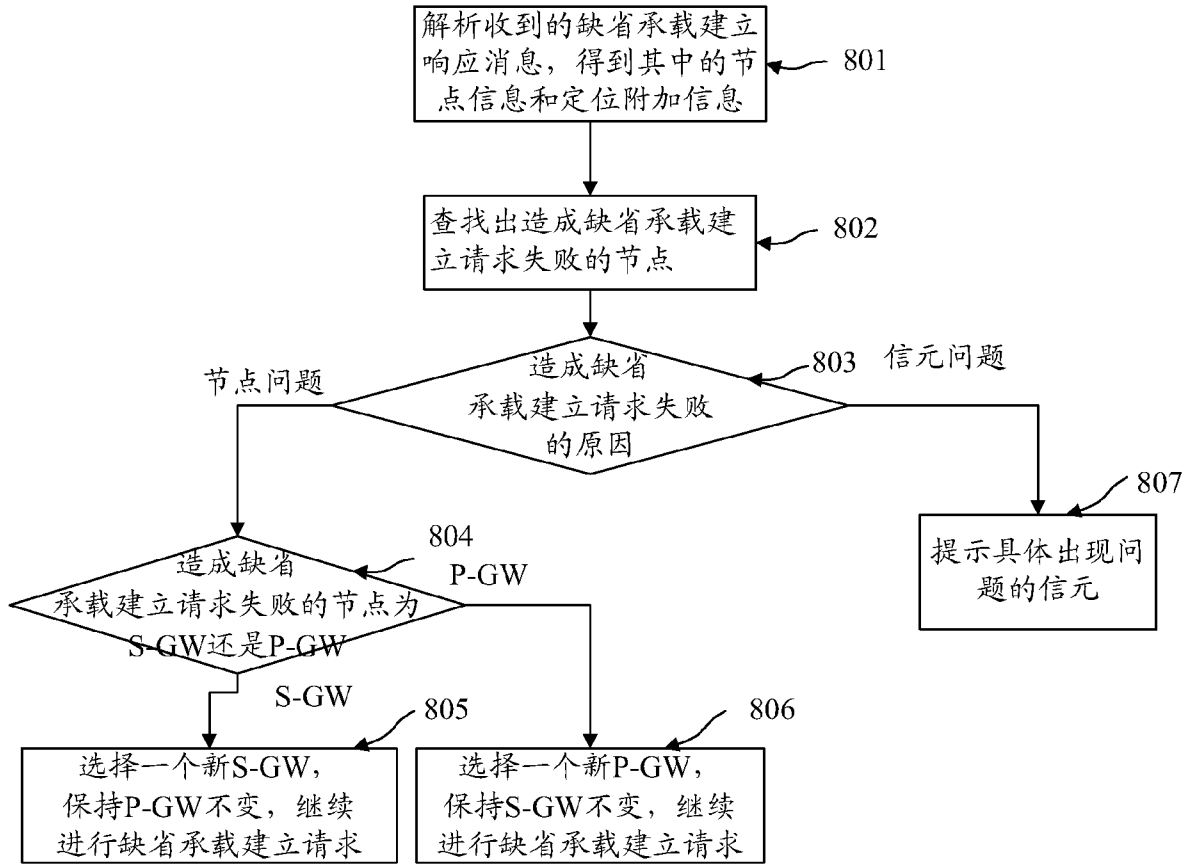 解析收到的缺省承载建立
响应消息，得到其中的节
点信息和定位附加信息
801
查找出造成缺省承载建
立请求失败的节点
802
造成缺省
承载建立请求失败
的原因
803
节点问题
信元问题
造成缺省
承载建立请求失败的节点为
S-GW还是P-GW
804
P-GW
S-GW
807
提示具体出现问
题的信元
805
选择一个新S-GW，
保持P-GW不变，继续
进行缺省承载建立请求
806
选择一个新P-GW，
保持S-GW不变，继续
进行缺省承载建立请求